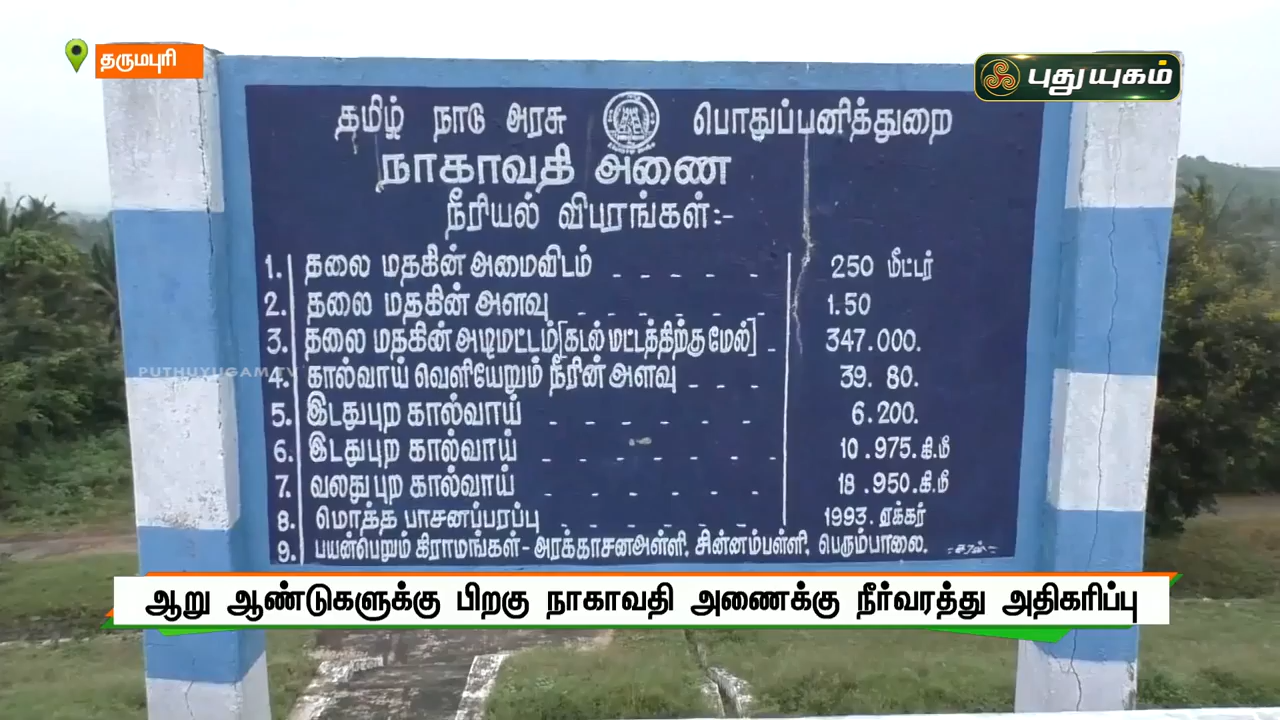 தருமபுரி
புதுயுகம்
தமிழ் நாடு அரசு பொதுப்பனித்துறை
நாகாவதி அணை
நீரியல் விபரங்கள்:-
1. தலை மதகின் அமைவிடம் _ _ _ _ _ 250 மீட்டர்
2. தலை மதகின் அளவு _ _ _ _ _ _ 1.50
3. தலை மதகின் அடிமட்டம் [கடல் மட்டத்திற்கு மேல்] _ 347.000.
4. கால்வாய் வெளியேறும் நீரின் அளவு _ _ _ 39. 80.
5. இடதுபுற கால்வாய் _ _ _ _ _ _ 6.200.
6. இடதுபுற கால்வாய் _ _ _ _ _ _ 10.975.கி.மீ
7. வலது புற கால்வாய் _ _ _ _ _ _ 18.950.கி.மீ
8. மொத்த பாசனப்பரப்பு _ _ _ _ _ _ 1993. ஏக்கர்
9. பயன்பெறும் கிராமங்கள் - அரக்காசனஅள்ளி, சின்னம்பள்ளி, பெரும்பாலை.
PUTHUYUGAM TV
ஆறு ஆண்டுகளுக்கு பிறகு நாகாவதி அணைக்கு நீர்வரத்து அதிகரிப்பு